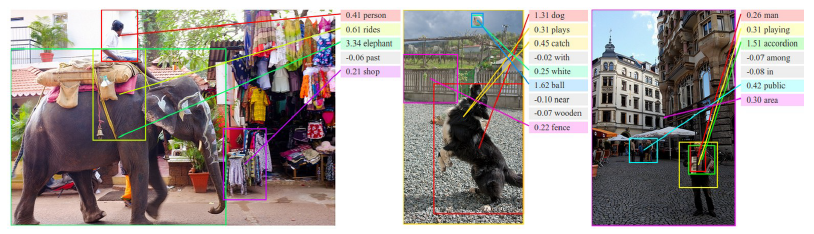 0.41 person
0.61 rides
3.34 elephant
-0.06 past
0.21 shop
1.31 dog
0.31 plays
0.45 catch
-0.02 with
0.25 white
1.62 ball
-0.10 near
-0.07 wooden
0.22 fence
0.26 man
0.31 playing
1.51 accordion
-0.07 among
-0.08 in
0.42 public
0.30 area